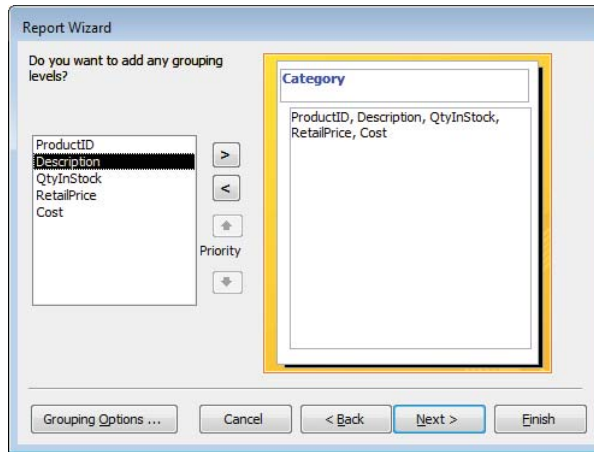 Report Wizard
Do you want to add any grouping
levels?
ProductID
Description
QtyInStock
RetailPrice
Cost
>
<
Priority
Category
ProductID, Description, QtyInStock,
RetailPrice, Cost
Grouping Options ...
Cancel
< Back
Next >
Finish